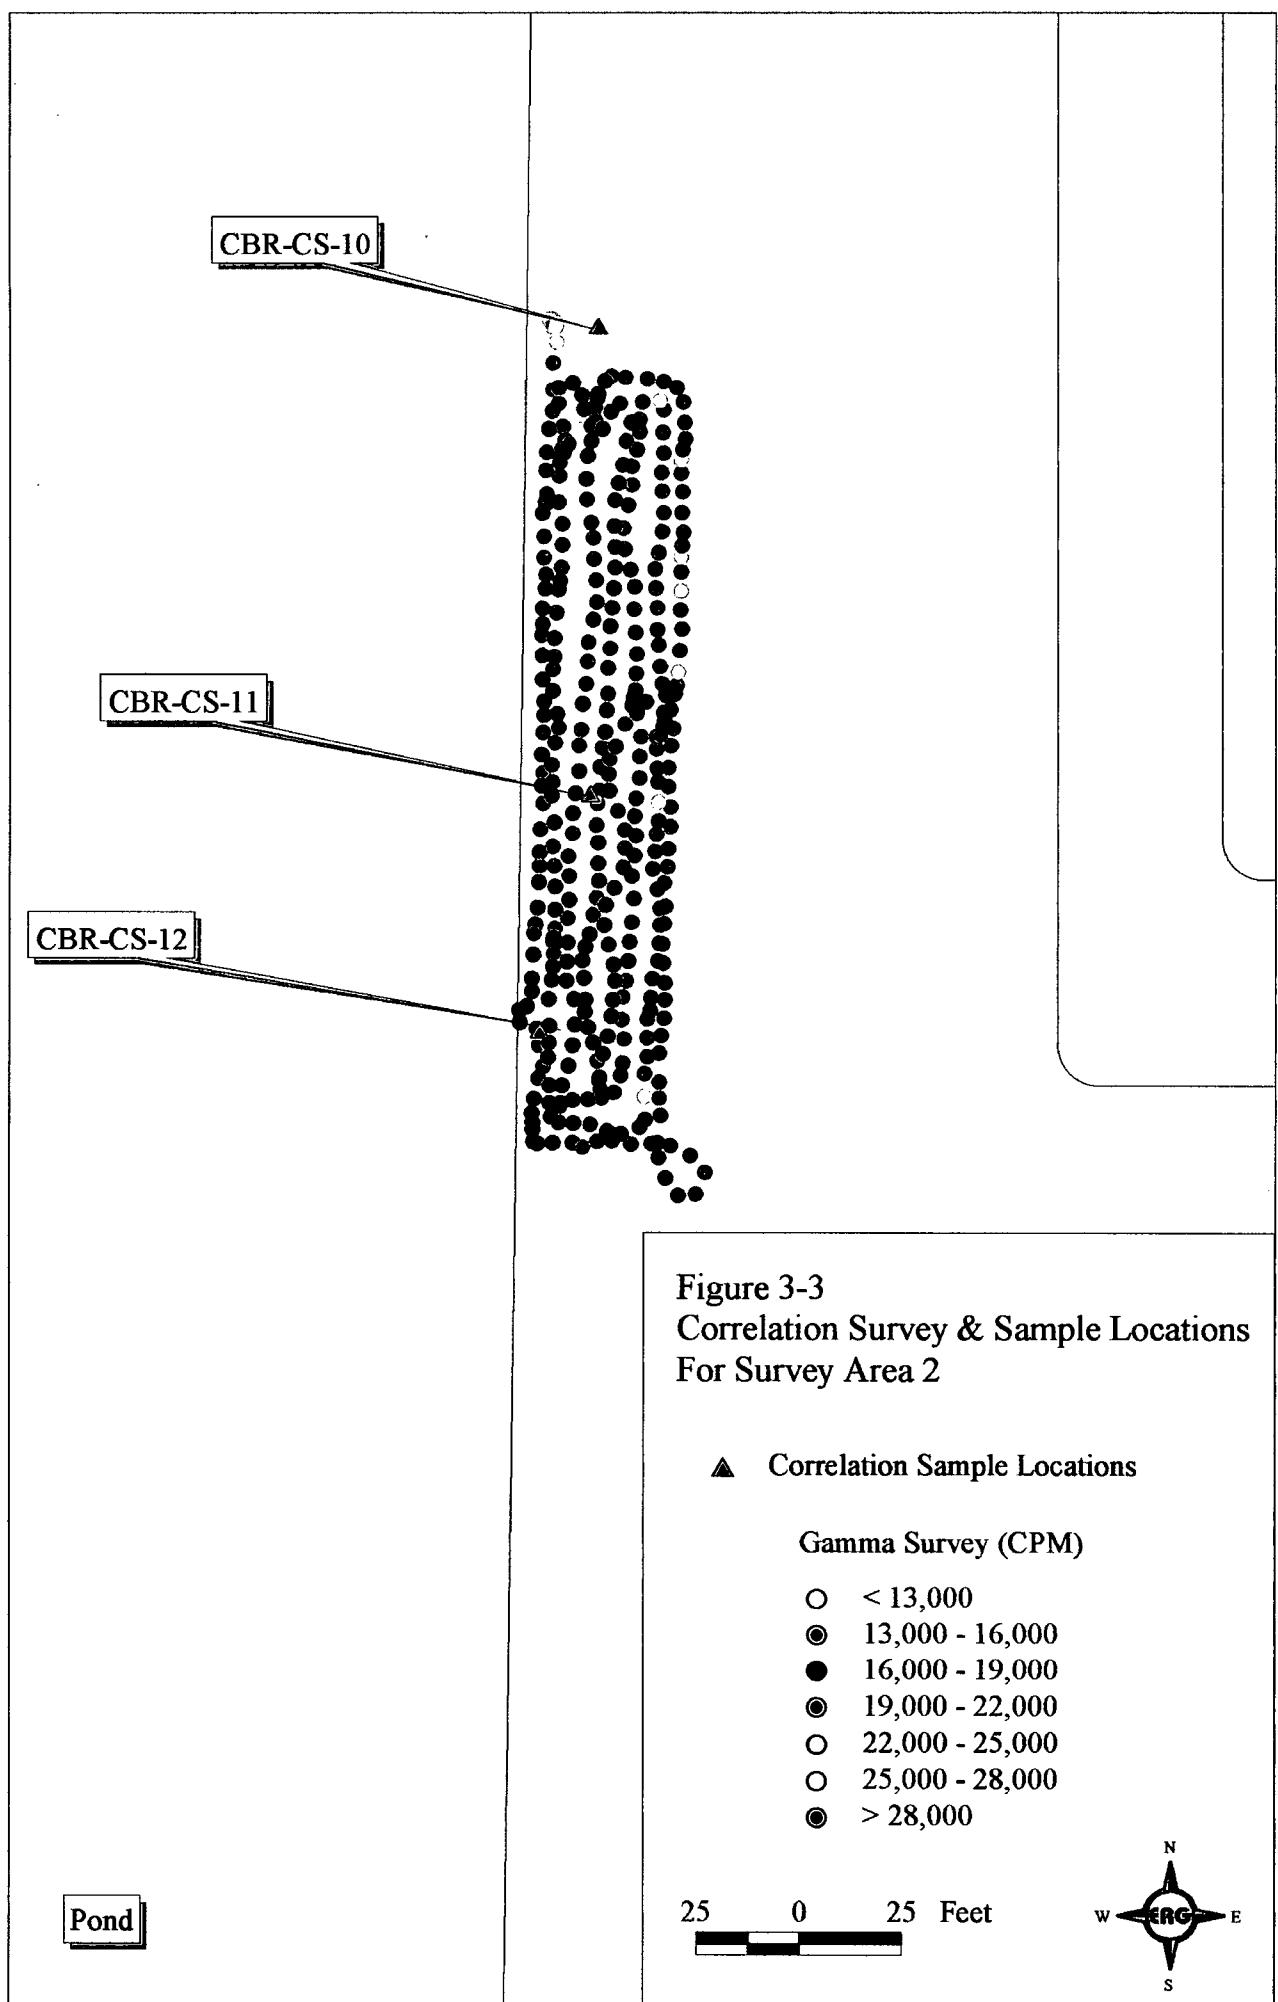 CBR-CS-10
CBR-CS-11
CBR-CS-12
Figure 3-3
Correlation Survey & Sample Locations
For Survey Area 2
Correlation Sample Locations
Gamma Survey (CPM)
< 13,000
13,000 - 16,000
16,000 - 19,000
19,000 - 22,000
22,000 - 25,000
25,000 - 28,000
> 28,000
25 0 25 Feet
N
W ERG E
S
Pond